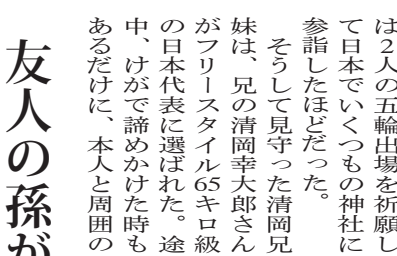 は２人の五輪出場を祈願し
て日本でいくつもの神社に
参詣したほどだった。
そうして見守った清岡兄
妹は、兄の清岡幸大郎さん
がフリースタイル65キロ級
の日本代表に選ばれた。途
中、けがで諦めかけた時も
あるだけに、本人と周囲の
友人の孫が